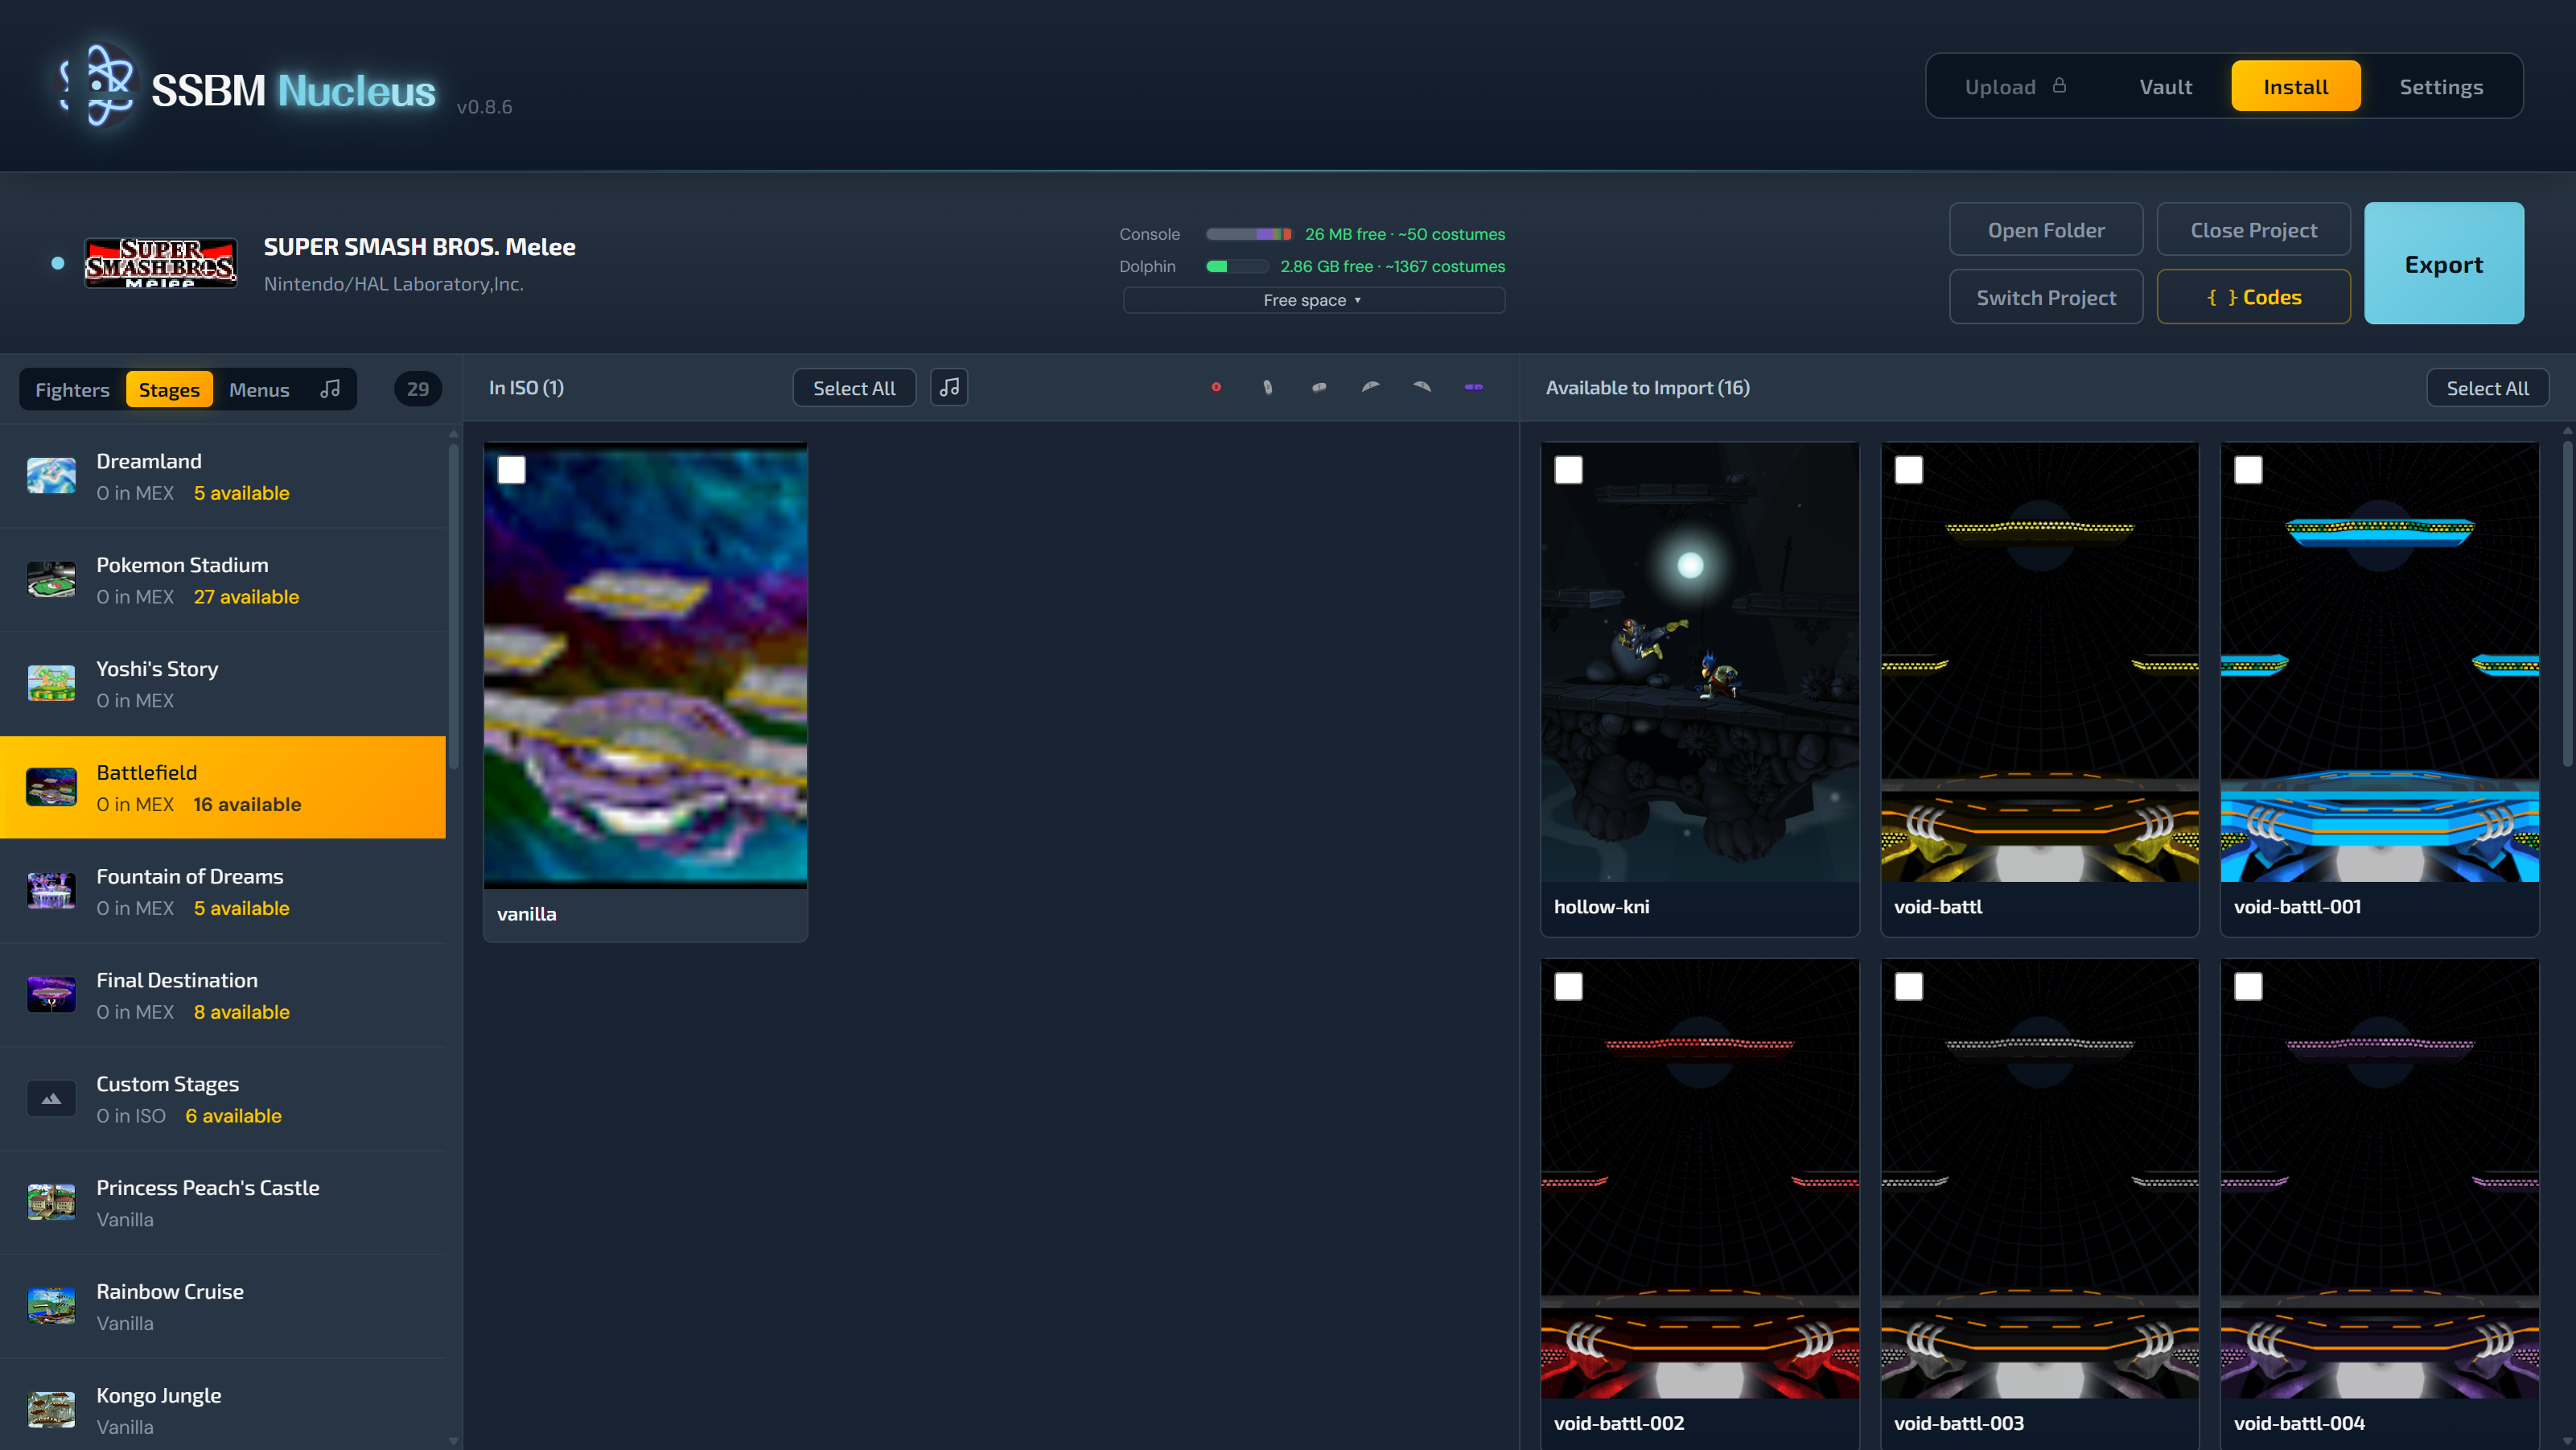 SSBM Nucleus v0.8.6
Upload
Vault
Install
Settings
SUPER SMASH BROS. Melee
SUPER SMASH BROS. Melee
Nintendo/HAL Laboratory,Inc.
Console 26 MB free · ~50 costumes
Dolphin 2.86 GB free · ~1367 costumes
Free space ▾
Open Folder
Close Project
Switch Project
{ } Codes
Export
Fighters
Stages
Menus
29
In ISO (1)
Select All
Available to Import (16)
Select All
Dreamland
0 in MEX 5 available
Pokemon Stadium
0 in MEX 27 available
Yoshi's Story
0 in MEX
Battlefield
0 in MEX 16 available
Fountain of Dreams
0 in MEX 5 available
Final Destination
0 in MEX 8 available
Custom Stages
0 in ISO 6 available
Princess Peach's Castle
Vanilla
Rainbow Cruise
Vanilla
Kongo Jungle
Vanilla
vanilla
hollow-kni
void-battl
void-battl-001
void-battl-002
void-battl-003
void-battl-004